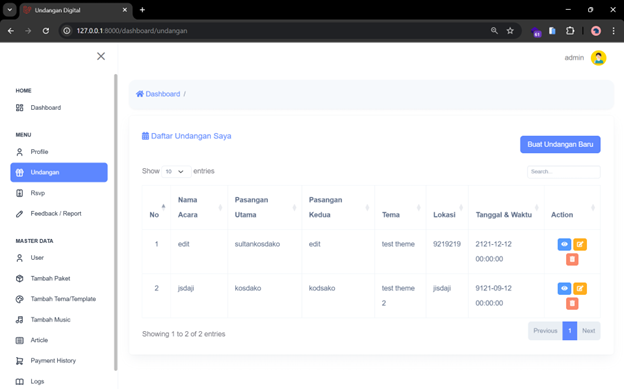 Undangan Digital
127.0.0.1:8000/dashboard/undangan
61
admin
HOME
Dashboard
MENU
Profile
Undangan
Rsvp
Feedback / Report
MASTER DATA
User
Tambah Paket
Tambah Tema/Template
Tambah Music
Article
Payment History
Logs
Dashboard /
Daftar Undangan Saya
Buat Undangan Baru
Show 10 entries
Search...
No Nama Acara Pasangan Utama Pasangan Kedua Tema Lokasi Tanggal & Waktu Action
1 edit sultankosdako edit test theme 9219219 2121-12-12 00:00:00
2 jsdaji kosdako kodsako test theme 2 jisdaji 9121-09-12 00:00:00
Showing 1 to 2 of 2 entries
Previous 1 Next